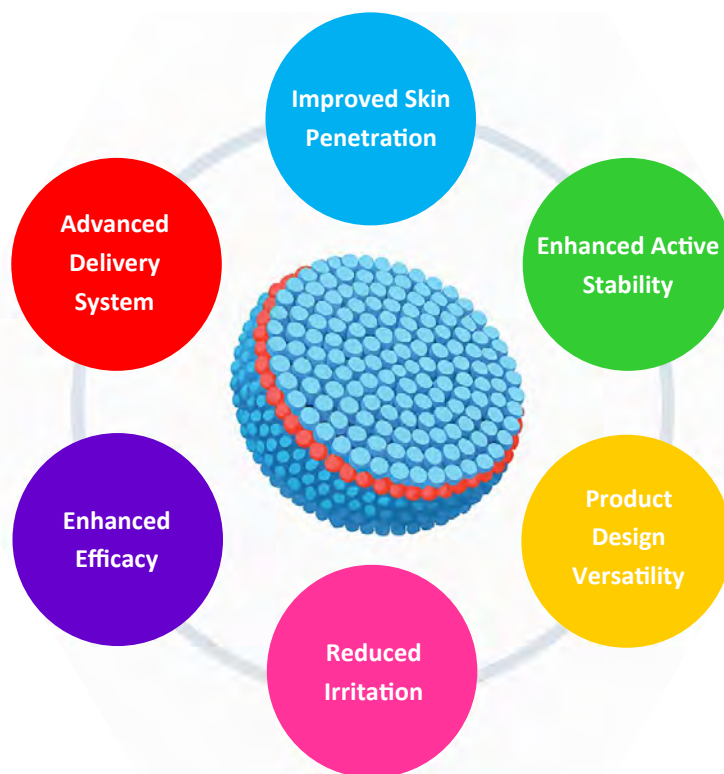 Improved Skin
Penetration
Enhanced Active
Stability
Product
Design
Versatility
Reduced
Irritation
Enhanced
Efficacy
Advanced
Delivery
System